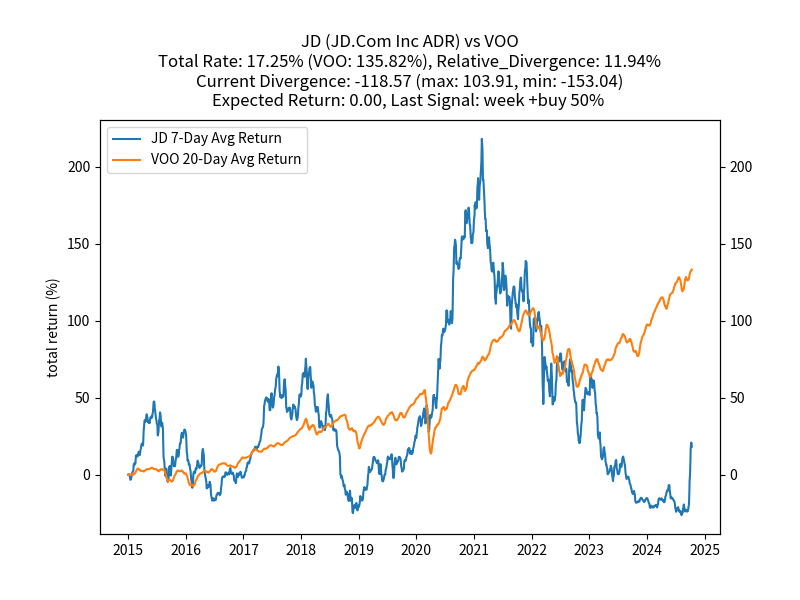 JD (JD.Com Inc ADR) vs VOO
Total Rate: 17.25% (VOO: 135.82%), Relative_Divergence: 11.94%
Current Divergence: -118.57 (max: 103.91, min: -153.04)
Expected Return: 0.00, Last Signal: week +buy 50%
JD 7-Day Avg Return
VOO 20-Day Avg Return
total return (%)
200
150
100
50
0
200
150
100
50
0
2015 2016 2017 2018 2019 2020 2021 2022 2023 2024 2025